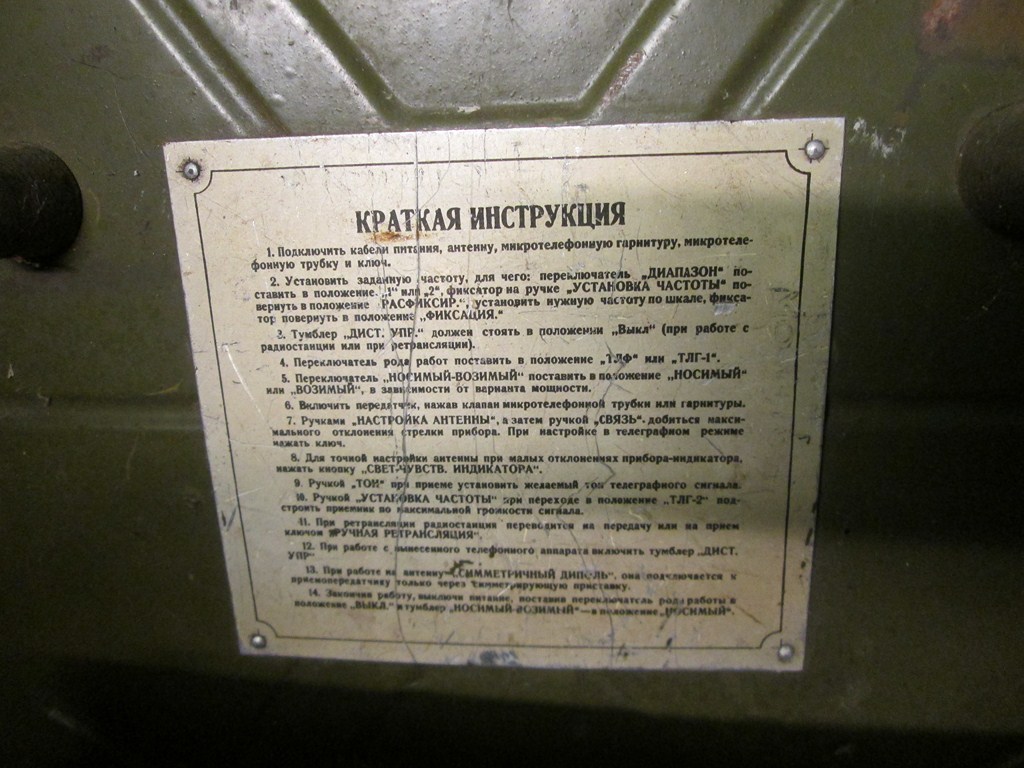 КРАТКАЯ ИНСТРУКЦИЯ
1. Подключить кабели питания, антенну, микротелефонную гарнитуру, микротеле-
фонную трубку и ключ.
2. Установить заданную частоту, для чего: переключатель „ДИАПАЗОН" по-
ставить в положение „1" или „2", фиксатор на ручке „УСТАНОВКА ЧАСТОТЫ" по-
вернуть в положение „РАСФИКСИР.", установить нужную частоту по шкале, фикса-
тор повернуть в положение „ФИКСАЦИЯ."
3. Тумблер „ДИСТ. УПР." должен стоять в положении „Выкл" (при работе с
радиостанции или при ретрансляции).
4. Переключатель рода работ поставить в положение „ТЛФ" или „ТЛГ-1".
5. Переключатель „НОСИМЫЙ-ВОЗИМЫЙ" поставить в положение „НОСИМЫЙ"
или „ВОЗИМЫЙ", в зависимости от варианта мощности.
6. Включить передатчик, нажав клапан микротелефонной трубки или гарнитуры.
7. Ручками „НАСТРОЙКА АНТЕННЫ", а затем ручкой „СВЯЗЬ". добиться макси-
мального отклонения стрелки прибора. При настройке в телеграфном режиме
нажать ключ.
8. Для точной настройки антенны при малых отклонениях прибора-индикатора.
нажать кнопку „СВЕТ-ЧУВСТВ. ИНДИКАТОРА".
9. Ручкой „ТОН" при приеме установить желаемый тон телеграфного сигнала.
10. Ручкой „УСТАНОВКА ЧАСТОТЫ" при переходе в положение „ТЛГ-2" под-
строить приемник по максимальной громкости сигнала.
11. При ретрансляции радиостанция переводится на передачу или на прием
ключом „РУЧНАЯ РЕТРАНСЛЯЦИЯ".
12. При работе с вынесенного телефонного аппарата включить тумблер „ДИСТ.
УПР"
13. При работе на антенну „СИММЕТРИЧНЫЙ ДИПОЛЬ". она подключается к
приемопередатчику только через симметрирующую приставку.
14. Закончив работу, выключи питание. поставив переключатель рода работы в
положение „ВЫКЛ." и тумблер „НОСИМЫЙ-ВОЗИМЫЙ"—в положение „НОСИМЫЙ".